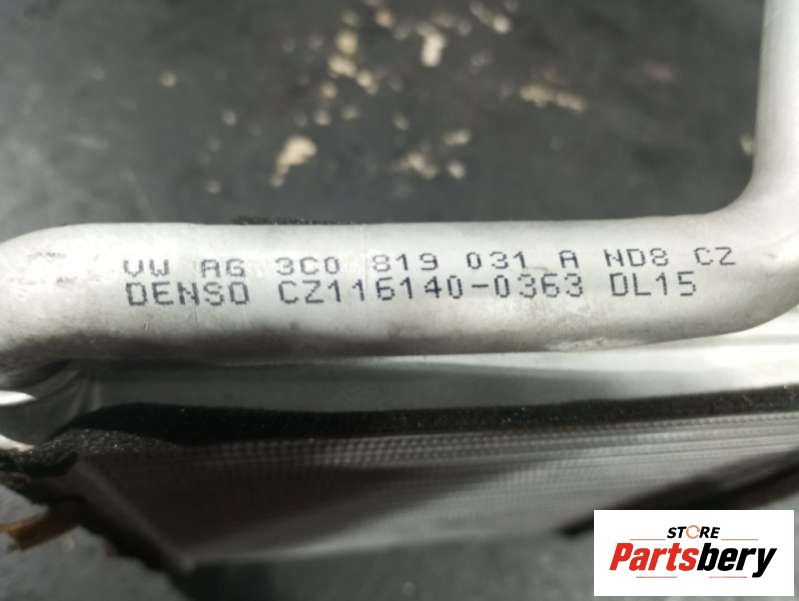 VW AG 3C0 819 031 A ND8 CZ
DENSO CZ116140-0363 DL15
STORE
Partsbery